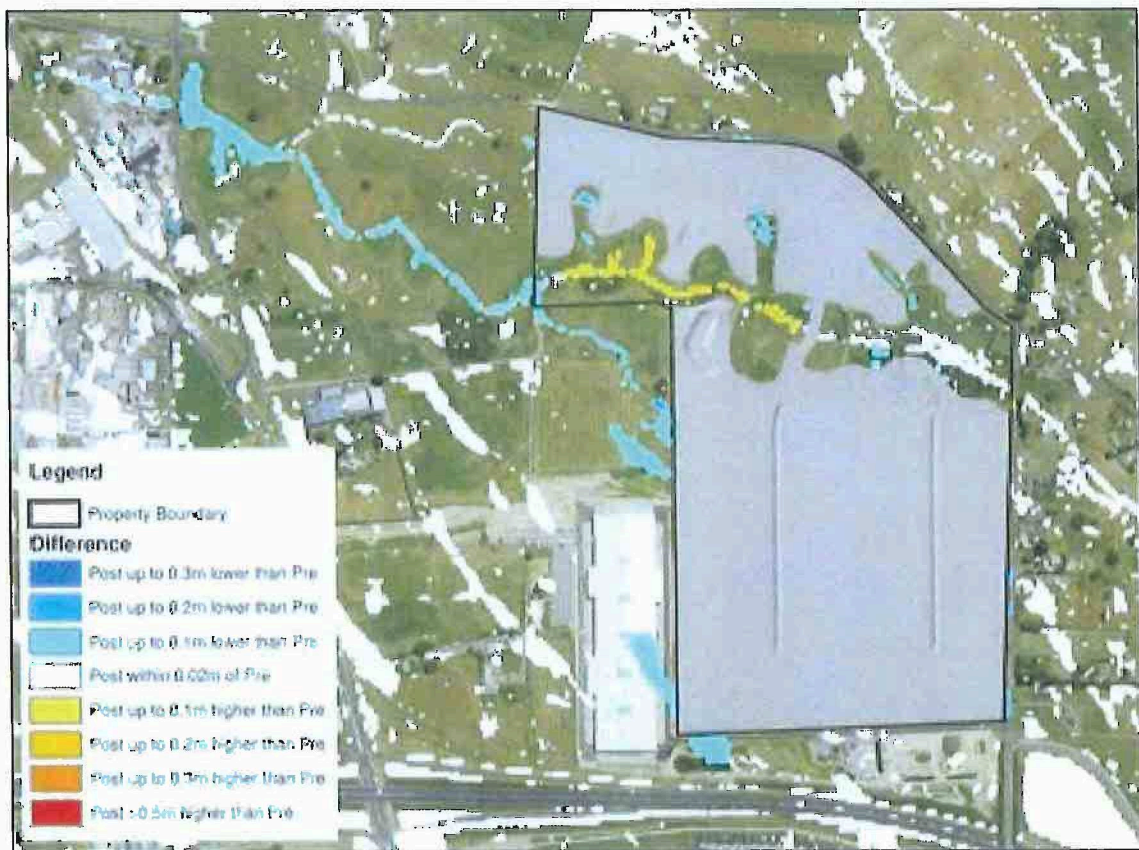 Legend
Property Boundary
Difference
Post up to 0.3m lower than Pre
Post up to 0.2m lower than Pre
Post up to 0.1m lower than Pre
Post within 0.02m of Pre
Post up to 0.1m higher than Pre
Post up to 0.2m higher than Pre
Post up to 0.3m higher than Pre
Post >0.5m higher than Pre